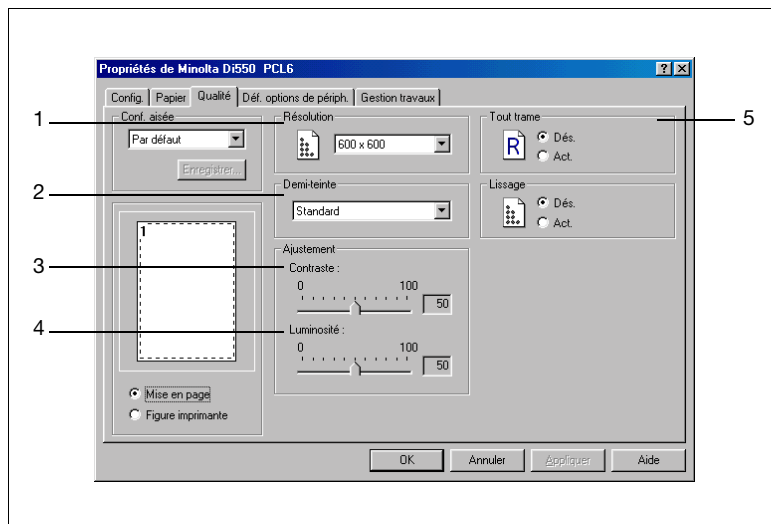 Propriétés de Minolta Di550 PCL6
Config. Papier Qualité Déf. options de périph. Gestion travaux
1
Conf. aisée
Par défaut
Enregistrer...
Résolution
600 x 600
Tout trame
R
Dés.
Act.
5
2
Demi-teinte
Standard
Lissage
Dés.
Act.
1
3
Ajustement
Contraste :
0 100
50
4
Luminosité :
0 100
50
Mise en page
Figure imprimante
OK Annuler Appliquer Aide